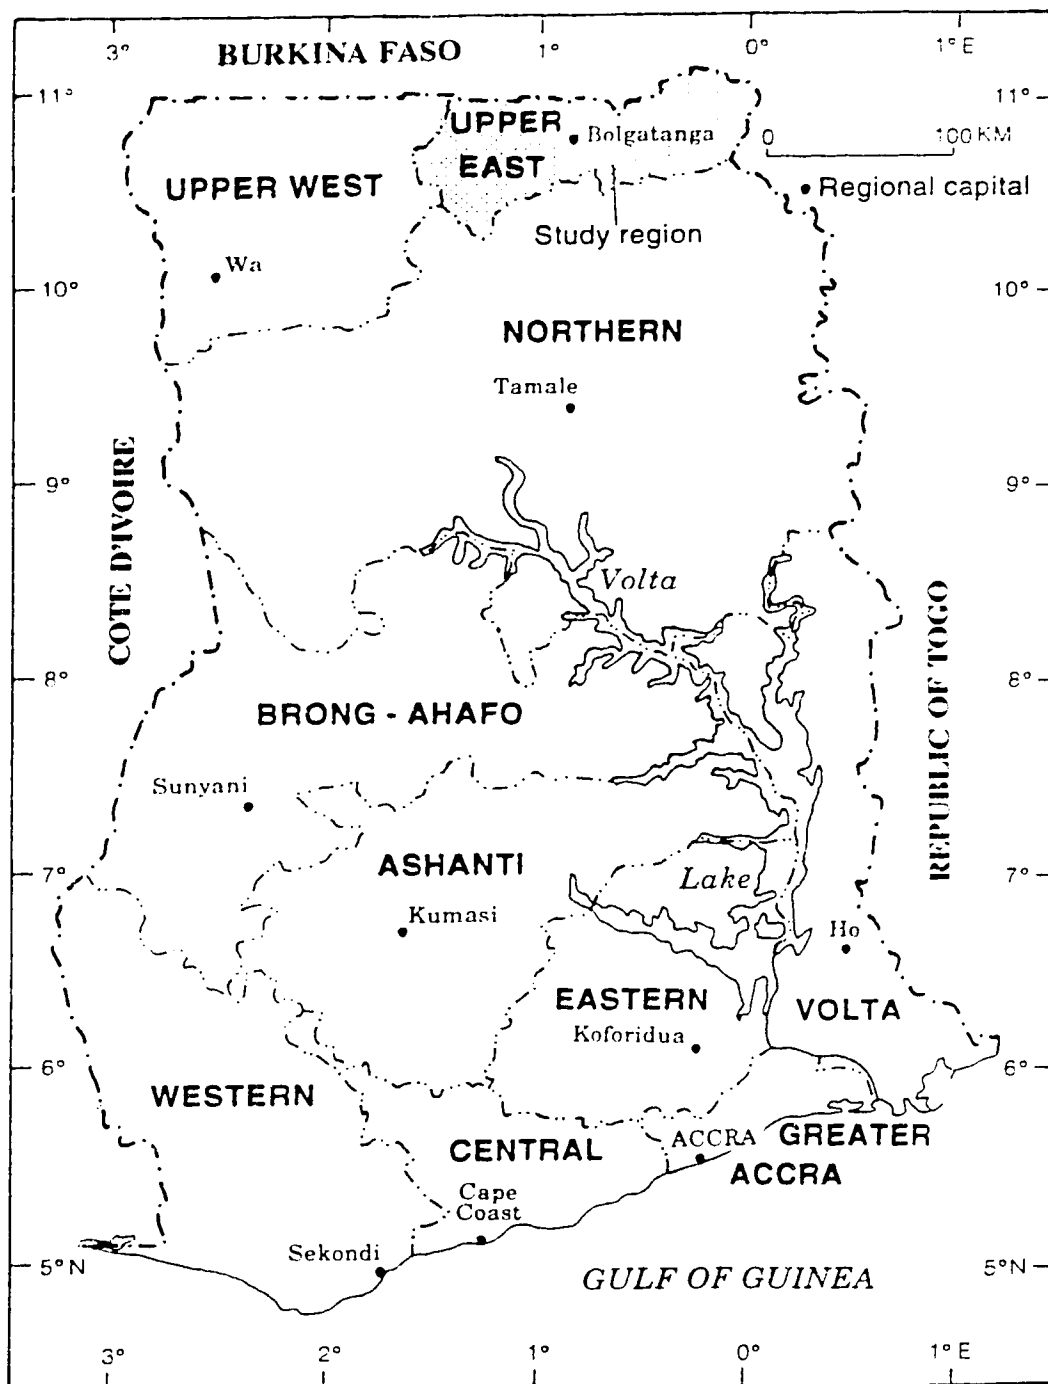 3° 1° 0° 1° E
BURKINA FASO
11° 11°
UPPER
EAST
Bolgatanga
0 100 KM
UPPER WEST
Regional capital
Study region
Wa
10° 10°
NORTHERN
Tamale
COTE D'IVOIRE
9° 9°
Volta
REPUBLIC OF TOGO
8° 8°
BRONG - AHAFO
Sunyani
ASHANTI
7° 7°
Lake
Kumasi
Ho
EASTERN
VOLTA
Koforidua
6° 6°
WESTERN
CENTRAL
ACCRA
GREATER
ACCRA
Cape
Coast
Sekondi
5° N 5° N
GULF OF GUINEA
3° 2° 1° 0° 1° E